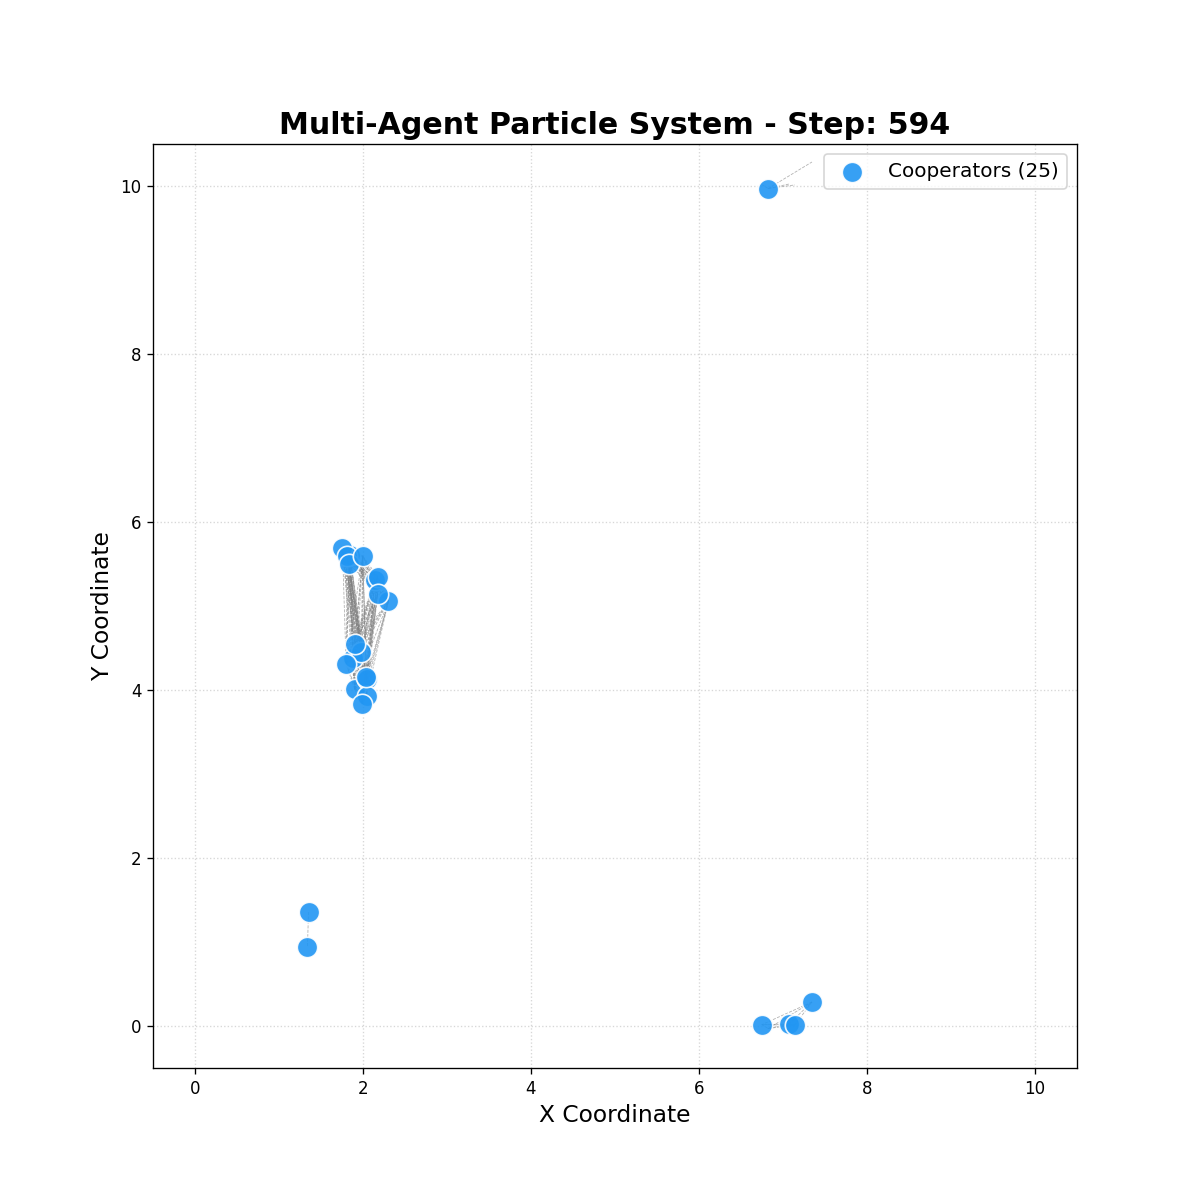 Multi-Agent Particle System - Step: 594
Cooperators (25)
10
8
6
4
2
0
Y Coordinate
0 2 4 6 8 10
X Coordinate